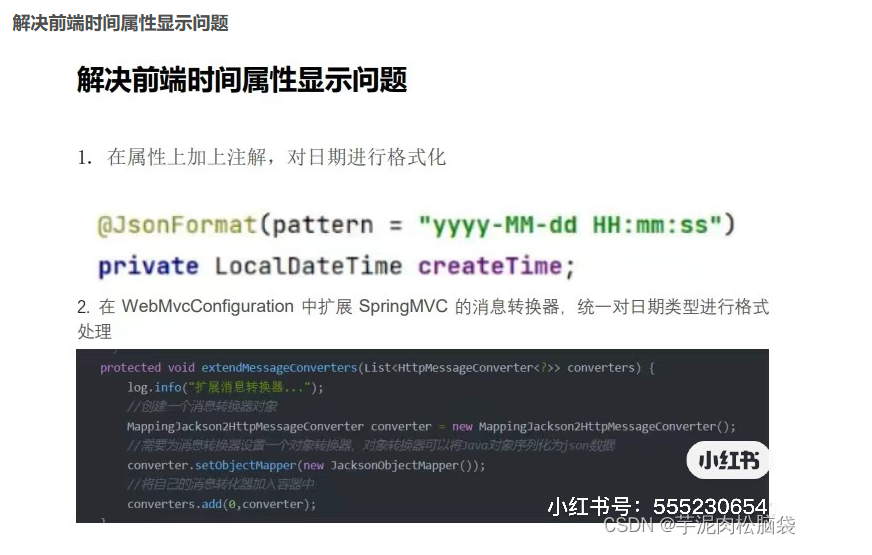 解决前端时间属性显示问题
解决前端时间属性显示问题
1. 在属性上加上注解，对日期进行格式化
@JsonFormat(pattern = "yyyy-MM-dd HH:mm:ss")
private LocalDateTime createTime;
2. 在 WebMvcConfiguration 中扩展 SpringMVC 的消息转换器，统一对日期类型进行格式
处理
protected void extendMessageConverters(List<HttpMessageConverter<?>> converters) {
log.info("扩展消息转换器...");
//创建一个消息转换器对象
MappingJackson2HttpMessageConverter converter = new MappingJackson2HttpMessageConverter();
//需要为消息转换器设置一个对象转换器，对象转换器可以将Java对象序列化为json数据
converter.setObjectMapper(new JacksonObjectMapper());
//将自己的消息转化器加入容器中
converters.add(0,converter);
}
小红书
小红书号：555230654
CSDN @芋泥肉松脑袋